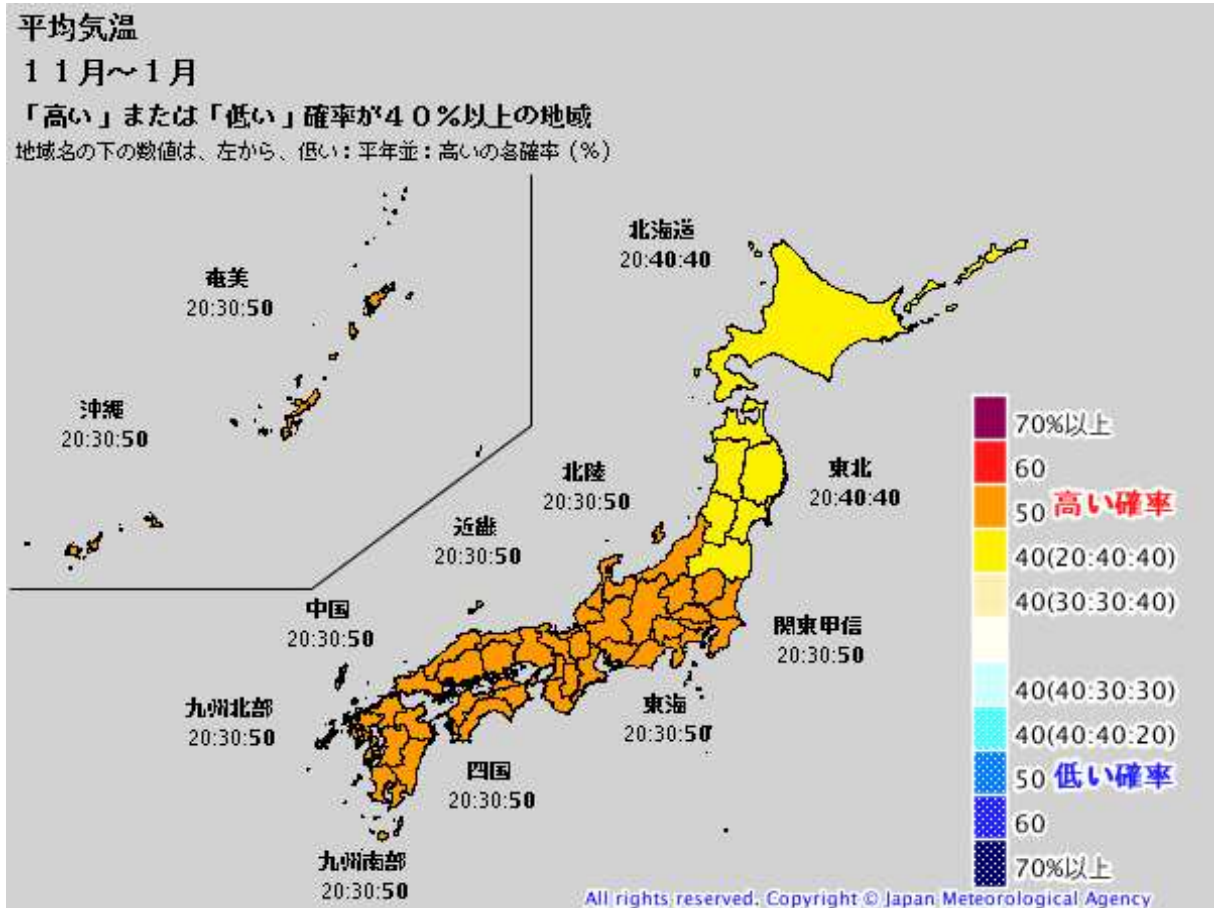 平均気温
１１月～１月
「高い」または「低い」確率が４０％以上の地域
地域名の下の数値は、左から、低い：平年並：高いの各確率（％）
北海道
20:40:40
奄美
20:30:50
沖縄
20:30:50
北陸
20:30:50
東北
20:40:40
近畿
20:30:50
中国
20:30:50
関東甲信
20:30:50
九州北部
20:30:50
東海
20:30:50
四国
20:30:50
九州南部
20:30:50
70%以上
60
50 高い確率
40(20:40:40)
40(30:30:40)
40(40:30:30)
40(40:40:20)
50 低い確率
60
70%以上
All rights reserved. Copyright © Japan Meteorological Agency